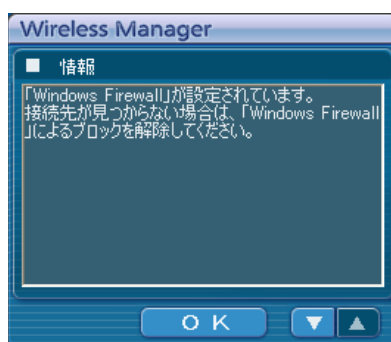 Wireless Manager
■ 情報
「Windows Firewall」が設定されています。
接続先が見つからない場合は、「Windows Firewall
」によるブロックを解除してください。
O K
▼ ▲